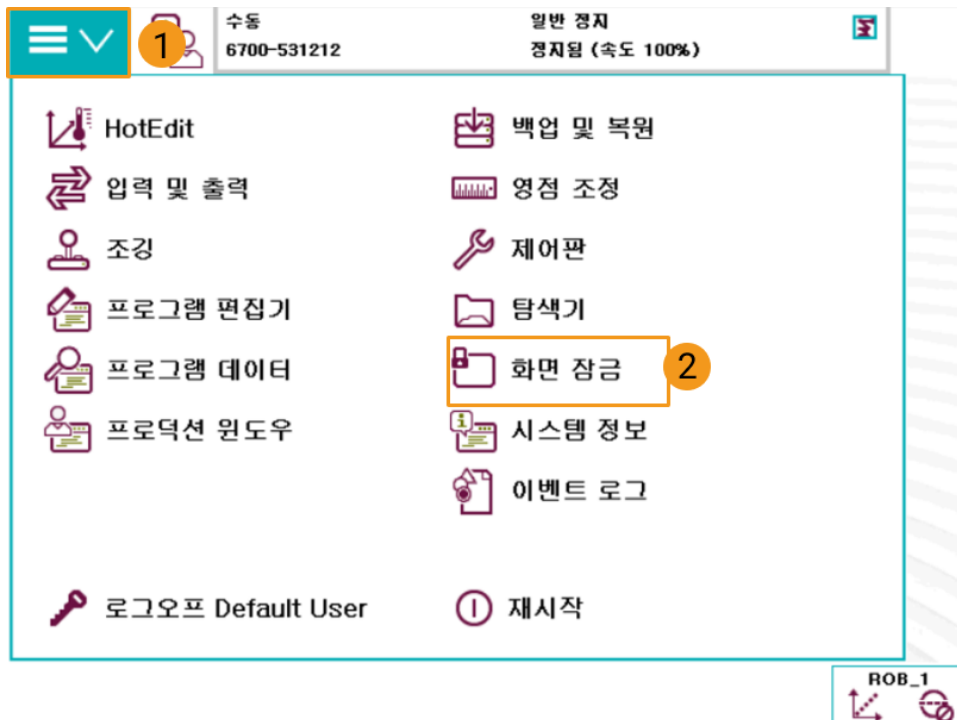 1
수동
6700-531212
일반 정지
정지됨 (속도 100%)
HotEdit
백업 및 복원
입력 및 출력
영점 조정
조깅
제어판
프로그램 편집기
탐색기
프로그램 데이터
화면 잠금
2
프로덕션 윈도우
시스템 정보
이벤트 로그
로그오프 Default User
재시작
ROB_1